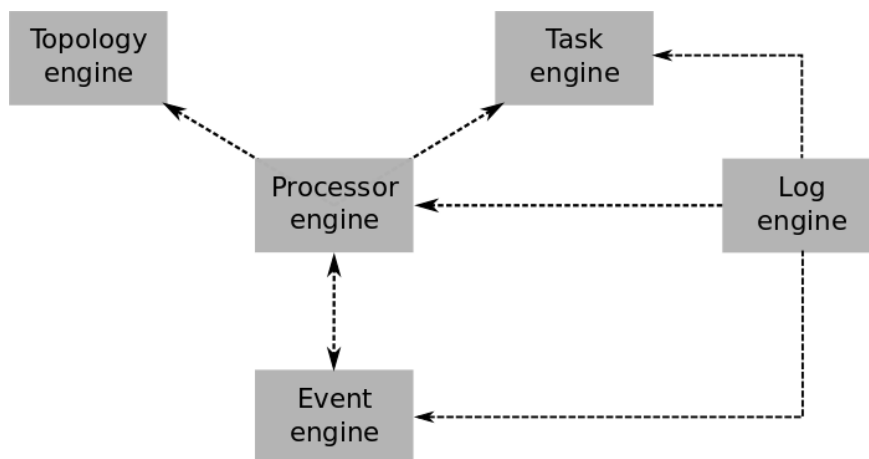 Topology
engine
Task
engine
Processor
engine
Log
engine
Event
engine